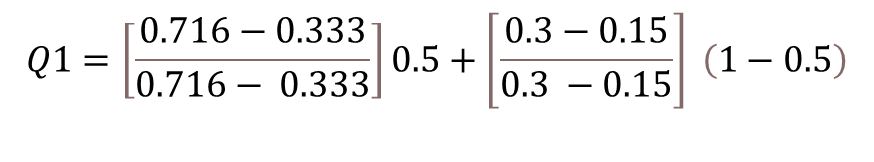 Q1 = [(0.716 − 0.333)/(0.716 − 0.333)] 0.5 + [(0.3 − 0.15)/(0.3 − 0.15)] (1 − 0.5)